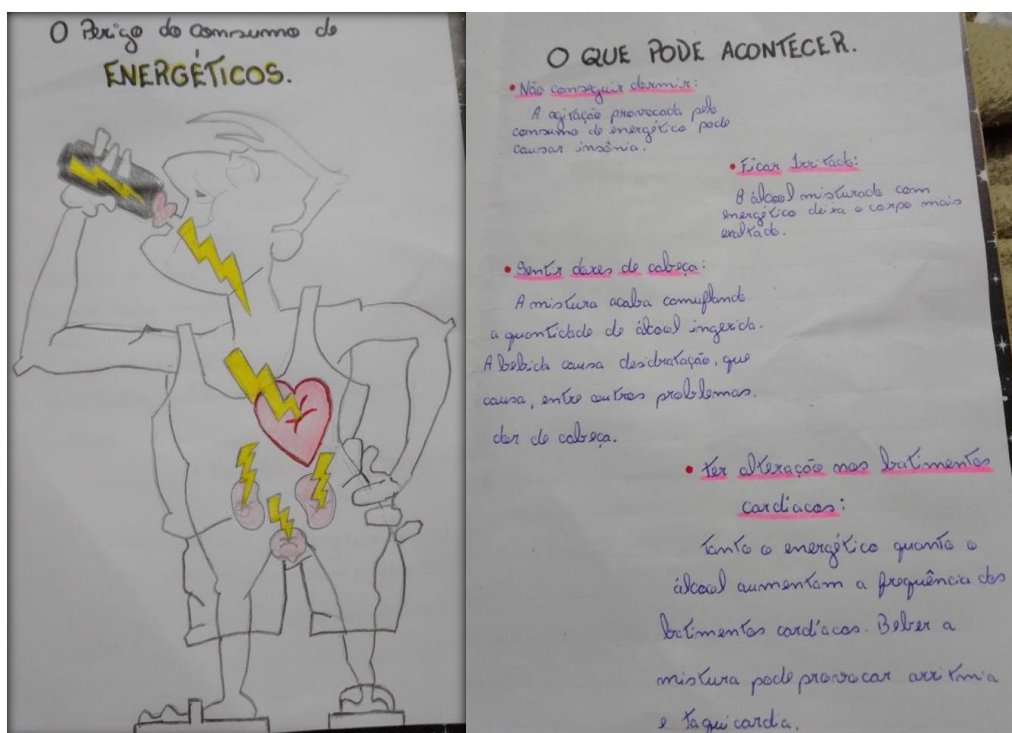 O Perigo do consumo de
ENERGÉTICOS.
O QUE PODE ACONTECER.
• Não conseguir dormir:
A agitação provocada pelo
consumo de energético pode
causar insônia.
• Ficar Irritado:
O álcool misturado com
energético deixa o corpo mais
exaltado.
• Sentir dores de cabeça:
A mistura acaba camuflando
a quantidade de álcool ingerida.
A bebida causa desidratação, que
causa, entre outros problemas.
dor de cabeça.
• Ter alteração nos batimentos
cardíacos:
Tanto o energético quanto o
álcool aumentam a frequência dos
batimentos cardíacos. Beber a
mistura pode provocar arritmia
e taquicardia.